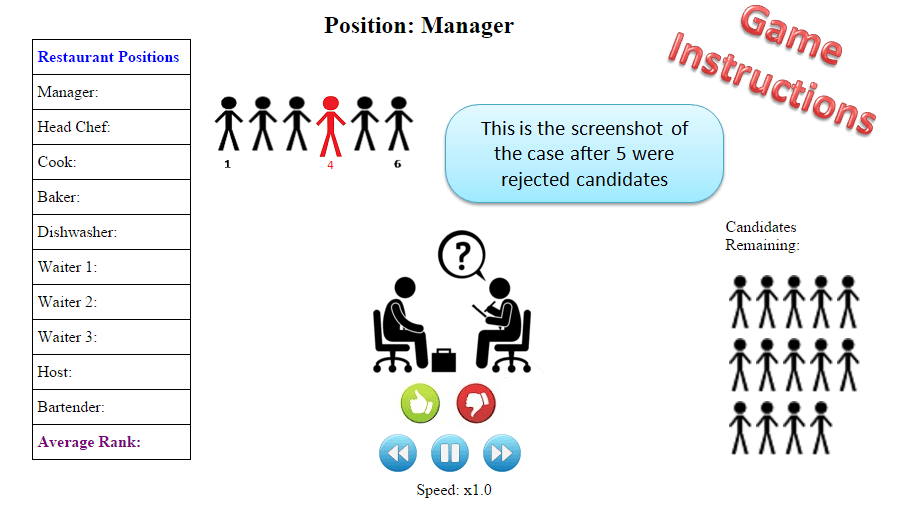 Position: Manager
Game
Instructions
Restaurant Positions
Manager:
Head Chef:
Cook:
Baker:
Dishwasher:
Waiter 1:
Waiter 2:
Waiter 3:
Host:
Bartender:
Average Rank:
1 4 6
This is the screenshot of
the case after 5 were
rejected candidates
?
Candidates
Remaining:
Speed: x1.0